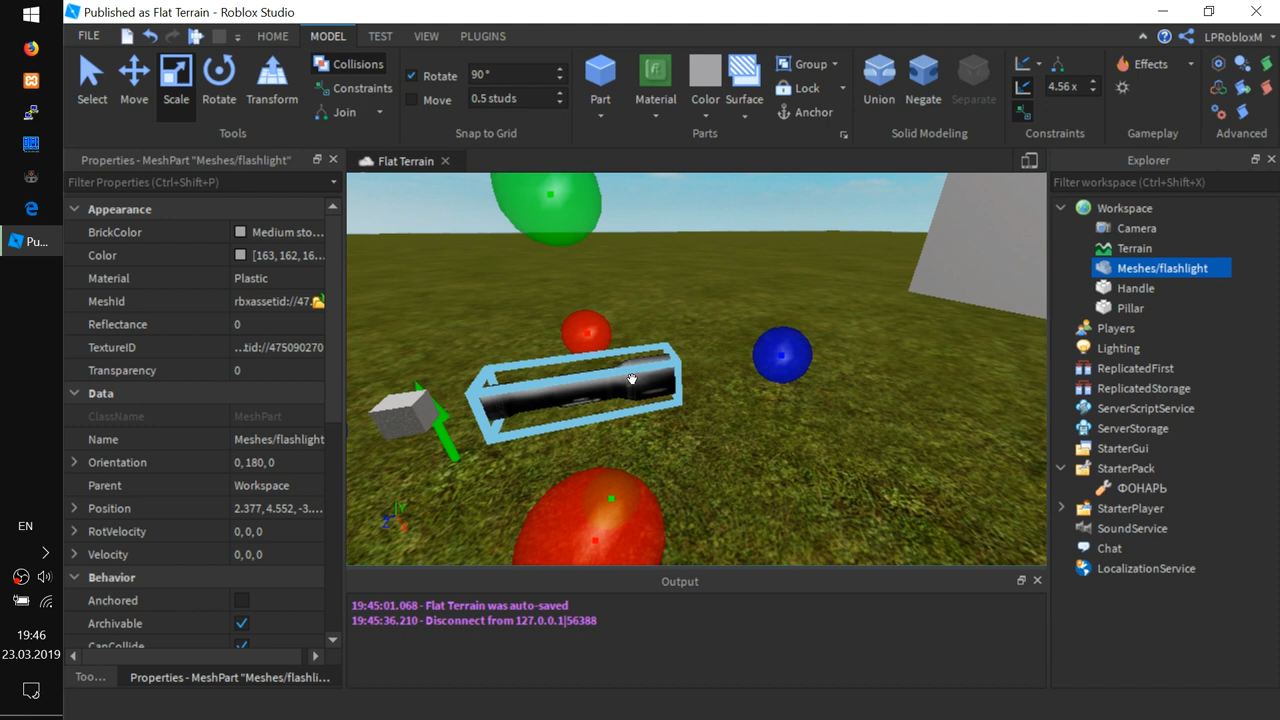 Published as Flat Terrain - Roblox Studio
FILE
HOME
MODEL
TEST
VIEW
PLUGINS
LPRobloxM
Select
Move
Scale
Rotate
Transform
Collisions
Constraints
Join
Tools
Rotate
90°
Move
0.5 studs
Snap to Grid
Part
Material
Color
Surface
Group
Lock
Anchor
Parts
Union
Negate
Separate
Solid Modeling
4.56 x
Constraints
Effects
Gameplay
Advanced
Properties - MeshPart "Meshes/flashlight"
Filter Properties (Ctrl+Shift+P)
Appearance
BrickColor
Medium sto...
Color
[163, 162, 16...
Material
Plastic
MeshId
rbxassetid://47...
Reflectance
0
TextureID
...tid://475090270
Transparency
0
Data
ClassName
MeshPart
Name
Meshes/flashlight
Orientation
0, 180, 0
Parent
Workspace
Position
2.377, 4.552, -3....
RotVelocity
0, 0, 0
Velocity
0, 0, 0
Behavior
Anchored
Archivable
CanCollide
Too...
Properties - MeshPart "Meshes/flashli...
Flat Terrain
Y
Z
Output
19:45:01.068 - Flat Terrain was auto-saved
19:45:36.210 - Disconnect from 127.0.0.1|56388
Explorer
Filter workspace (Ctrl+Shift+X)
Workspace
Camera
Terrain
Meshes/flashlight
Handle
Pillar
Players
Lighting
ReplicatedFirst
ReplicatedStorage
ServerScriptService
ServerStorage
StarterGui
StarterPack
ФОНАРЬ
StarterPlayer
SoundService
Chat
LocalizationService
Pu...
EN
19:46
23.03.2019